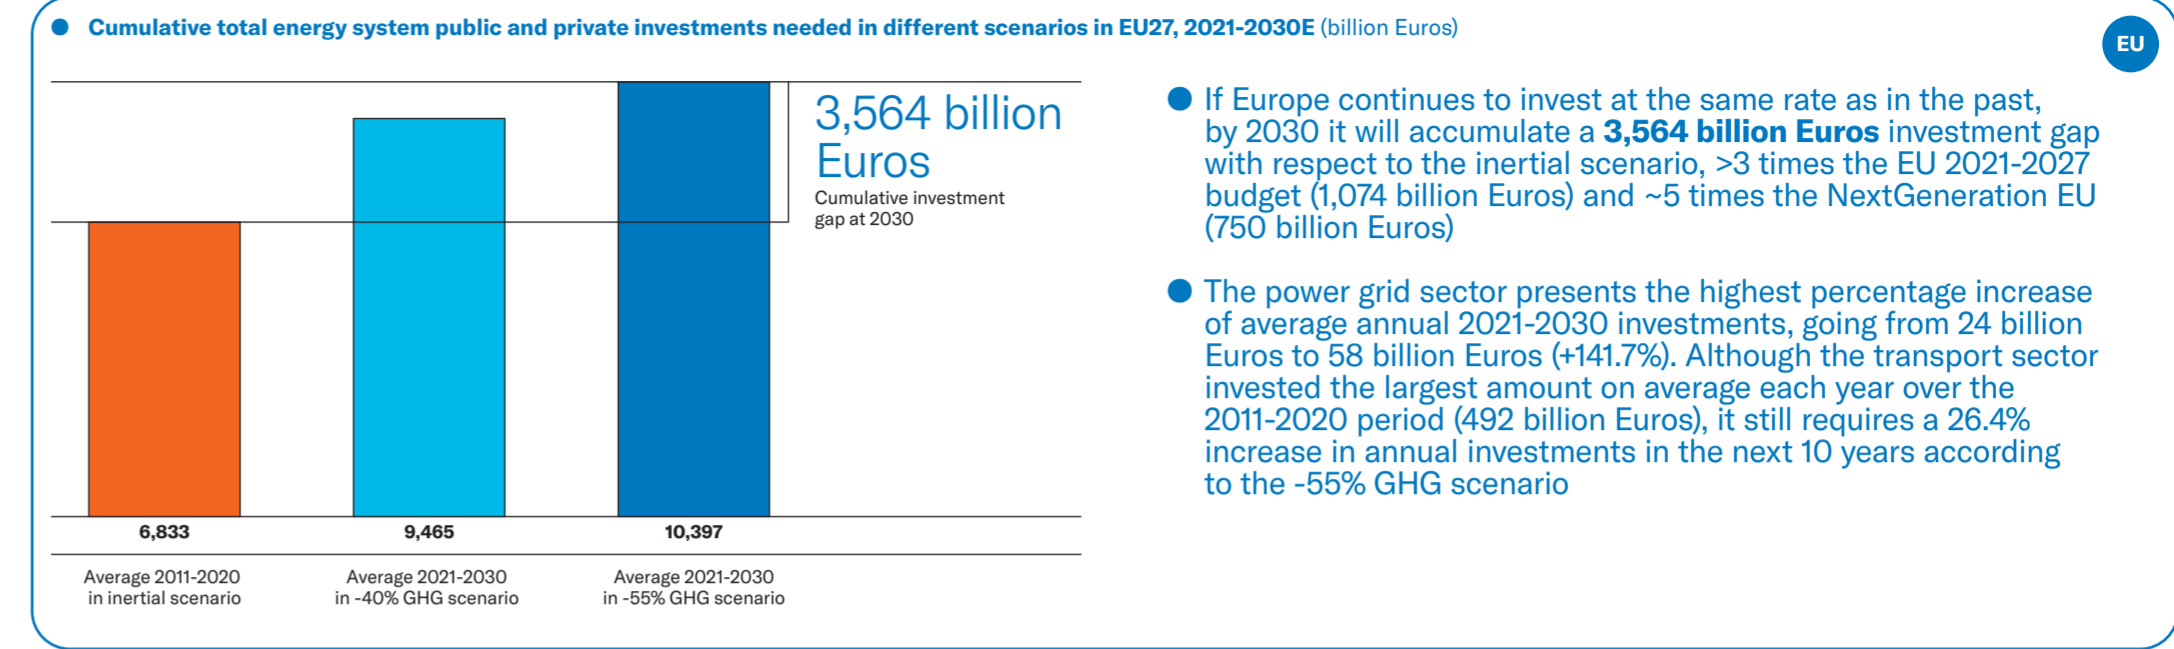 ● Cumulative total energy system public and private investments needed in different scenarios in EU27, 2021-2030E (billion Euros)
EU
3,564 billion
Euros
Cumulative investment
gap at 2030
6,833
9,465
10,397
Average 2011-2020
in inertial scenario
Average 2021-2030
in -40% GHG scenario
Average 2021-2030
in -55% GHG scenario
● If Europe continues to invest at the same rate as in the past,
by 2030 it will accumulate a 3,564 billion Euros investment gap
with respect to the inertial scenario, >3 times the EU 2021-2027
budget (1,074 billion Euros) and ~5 times the NextGeneration EU
(750 billion Euros)
● The power grid sector presents the highest percentage increase
of average annual 2021-2030 investments, going from 24 billion
Euros to 58 billion Euros (+141.7%). Although the transport sector
invested the largest amount on average each year over the
2011-2020 period (492 billion Euros), it still requires a 26.4%
increase in annual investments in the next 10 years according
to the -55% GHG scenario